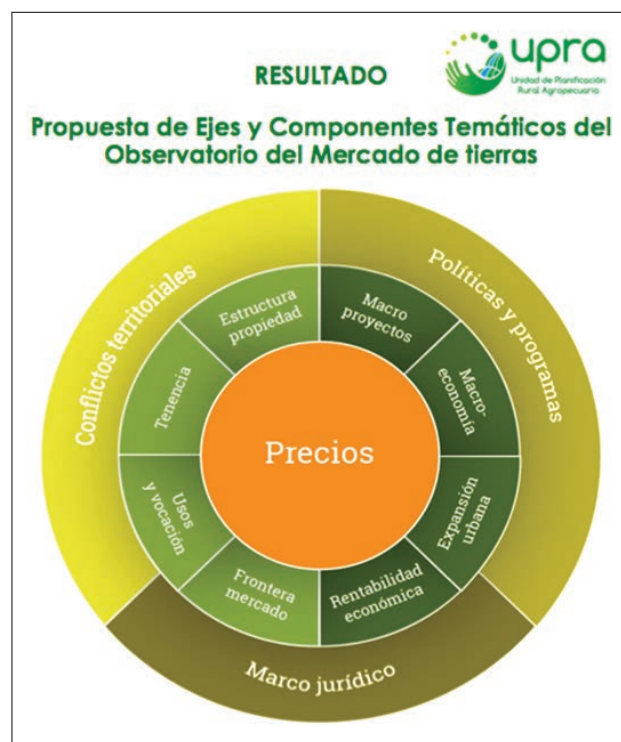 RESULTADO
upra
Unidad de Planificación
Rural Agropecuaria
Propuesta de Ejes y Componentes Temáticos del
Observatorio del Mercado de tierras
Conflictos territoriales
Políticas y programas
Marco jurídico
Estructura
propiedad
Macro
proyectos
Macro-
economía
Expansión
urbana
Rentabilidad
económica
Frontera
mercado
Usos
y vocación
Tenencia
Precios